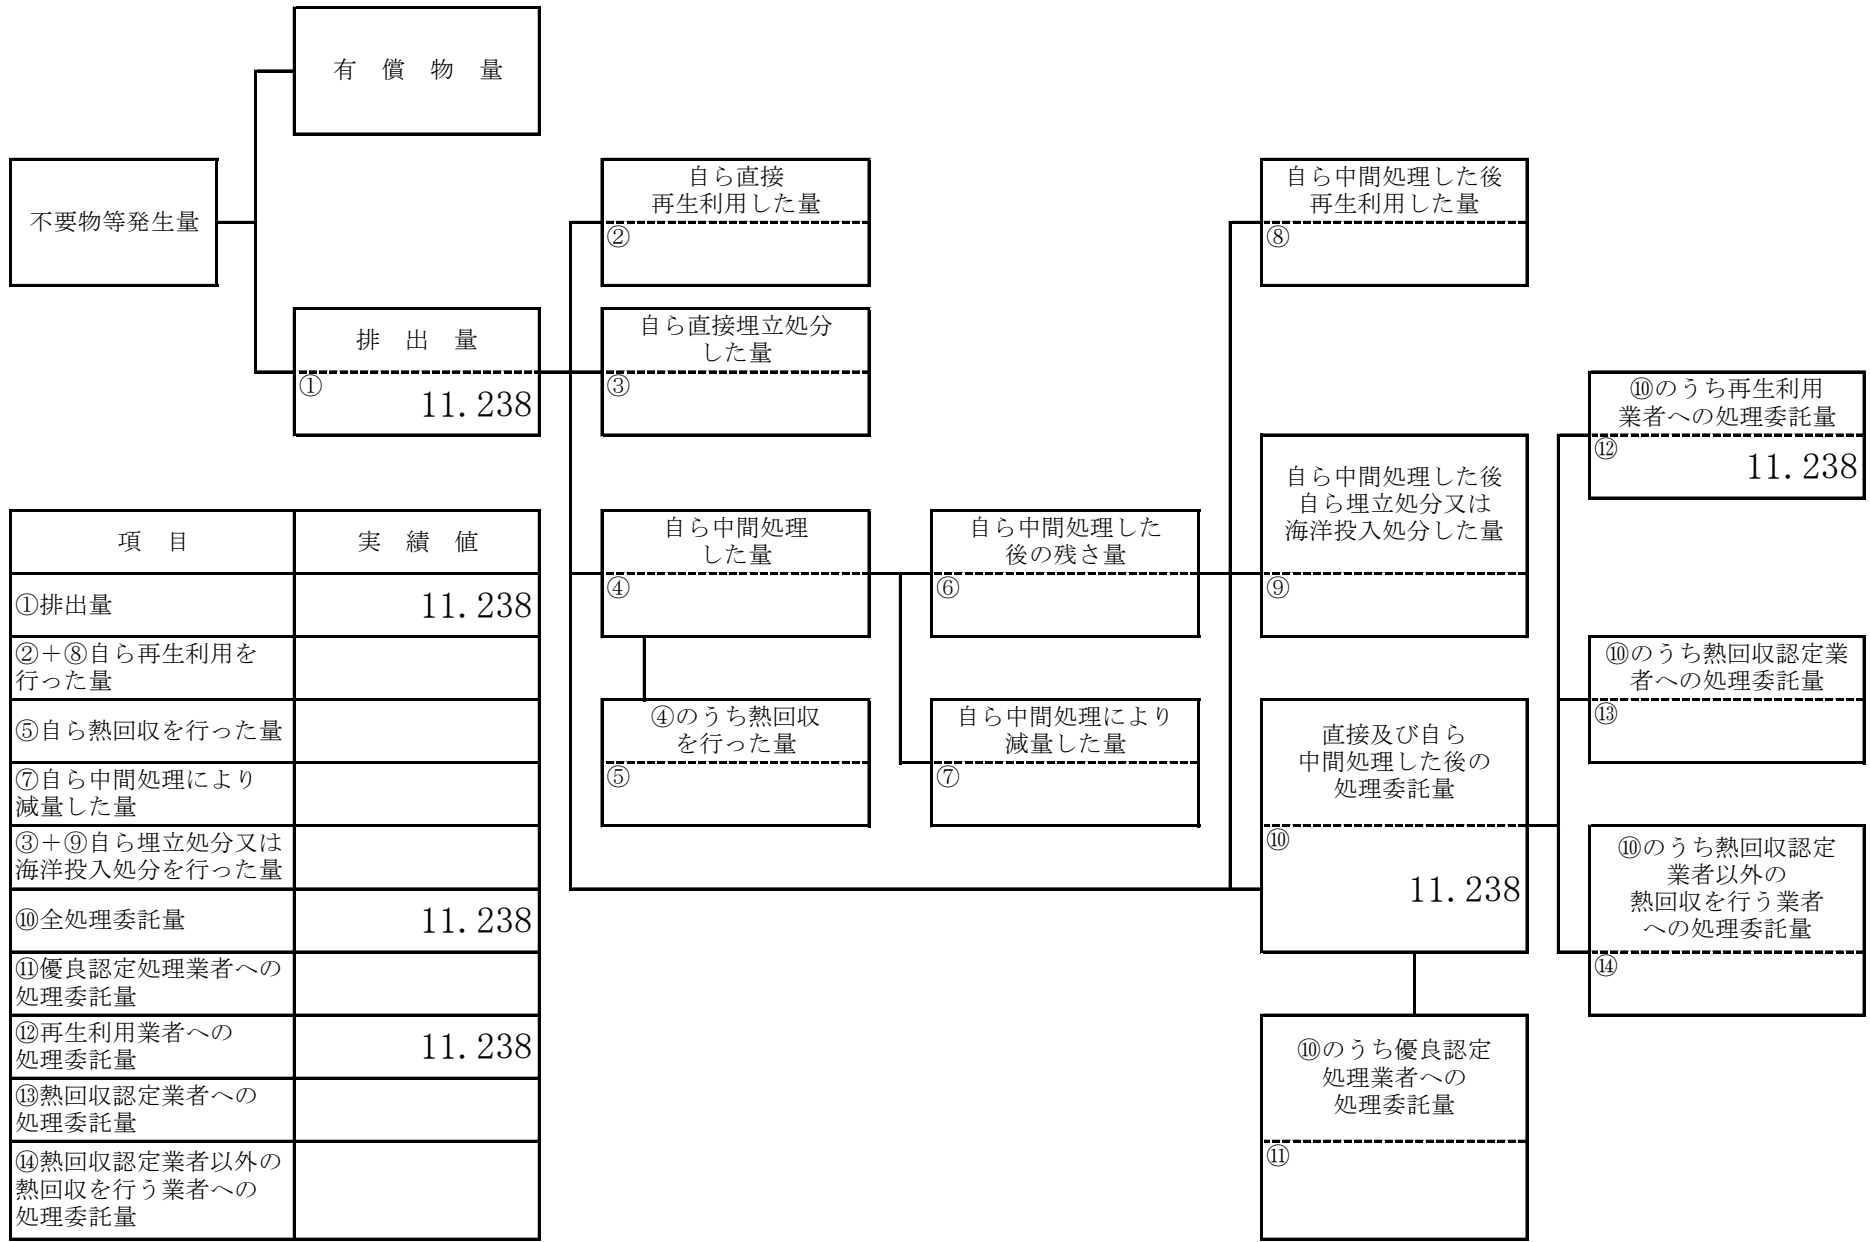 有 償 物 量
不要物等発生量
排 出 量
①
11.238
自ら直接
再生利用した量
②
自ら直接埋立処分
した量
③
自ら中間処理
した量
④
④のうち熱回収
を行った量
⑤
自ら中間処理した
後の残さ量
⑥
自ら中間処理により
減量した量
⑦
自ら中間処理した後
再生利用した量
⑧
自ら中間処理した後
自ら埋立処分又は
海洋投入処分した量
⑨
直接及び自ら
中間処理した後の
処理委託量
⑩
11.238
⑩のうち優良認定
処理業者への
処理委託量
⑪
⑩のうち再生利用
業者への処理委託量
⑫
11.238
⑩のうち熱回収認定業
者への処理委託量
⑬
⑩のうち熱回収認定
業者以外の
熱回収を行う業者
への処理委託量
⑭
項 目 実 績 値
①排出量 11.238
②＋⑧自ら再生利用を
行った量
⑤自ら熱回収を行った量
⑦自ら中間処理により
減量した量
③＋⑨自ら埋立処分又は
海洋投入処分を行った量
⑩全処理委託量 11.238
⑪優良認定処理業者への
処理委託量
⑫再生利用業者への
処理委託量 11.238
⑬熱回収認定業者への
処理委託量
⑭熱回収認定業者以外の
熱回収を行う業者への
処理委託量